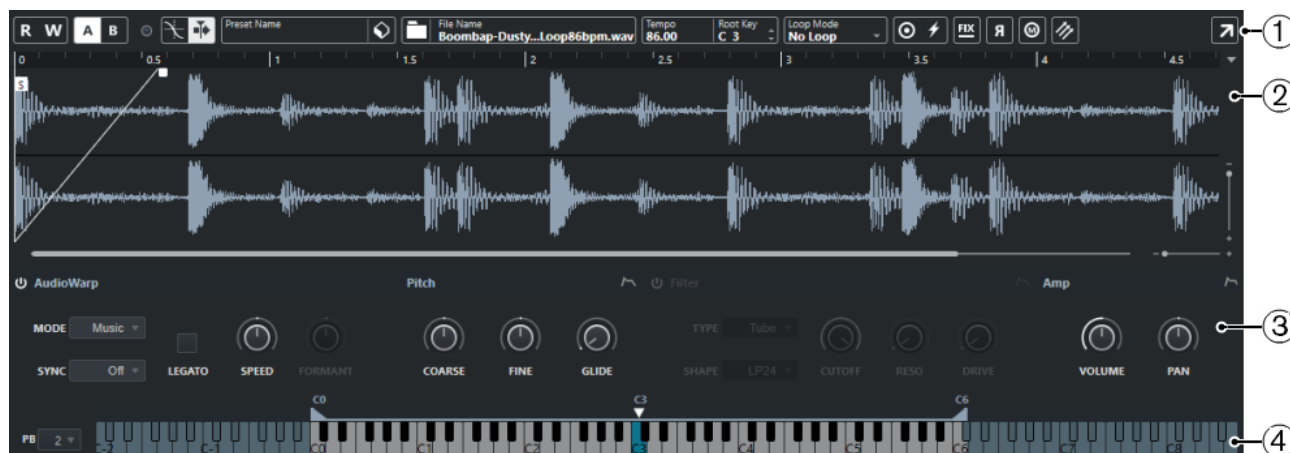 R W A B Preset Name File Name Boombap-Dusty...Loop86bpm.wav Tempo 86.00 Root Key C 3 Loop Mode No Loop FIX R M 1
0 0.5 1 1.5 2 2.5 3 3.5 4 4.5
S 2
AudioWarp Pitch Filter Amp
MODE Music TYPE Tube 3
SYNC Off LEGATO SPEED FORMANT COARSE FINE GLIDE SHAPE LP24 CUTOFF RESO DRIVE VOLUME PAN
C0 C3 C6
PB 2 C-2 C-1 C0 C1 C2 C3 C4 C5 C6 C7 C8 4